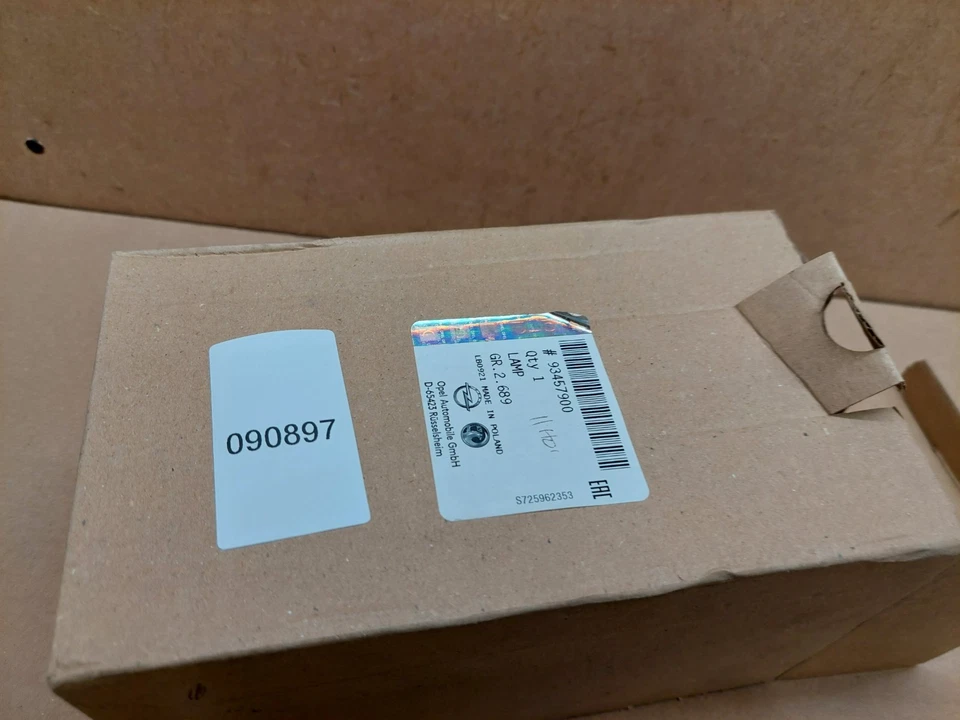 090897
# 93457900
Qty 1
LAMP
GR.2.689
LB0921 MADE IN POLAND
Opel Automobile GmbH
D-65423 Rüsselsheim
EAC
S725962353